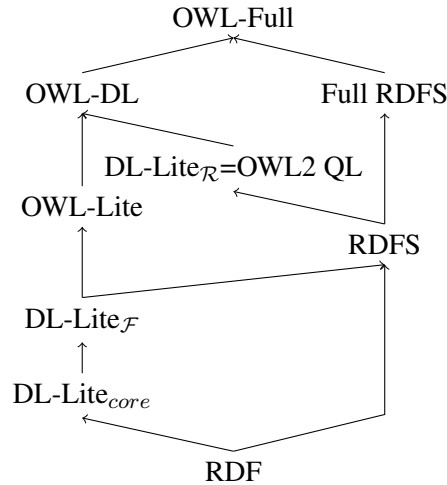 OWL-Full
OWL-DL
Full RDFS
DL-Lite$_{\mathcal{R}}$=OWL2 QL
OWL-Lite
RDFS
DL-Lite$_{\mathcal{F}}$
DL-Lite$_{core}$
RDF